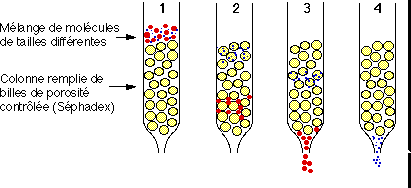 1 2 3 4
Mélange de molécules
de tailles différentes
Colonne remplie de
billes de porosité
contrôlée (Séphadex)